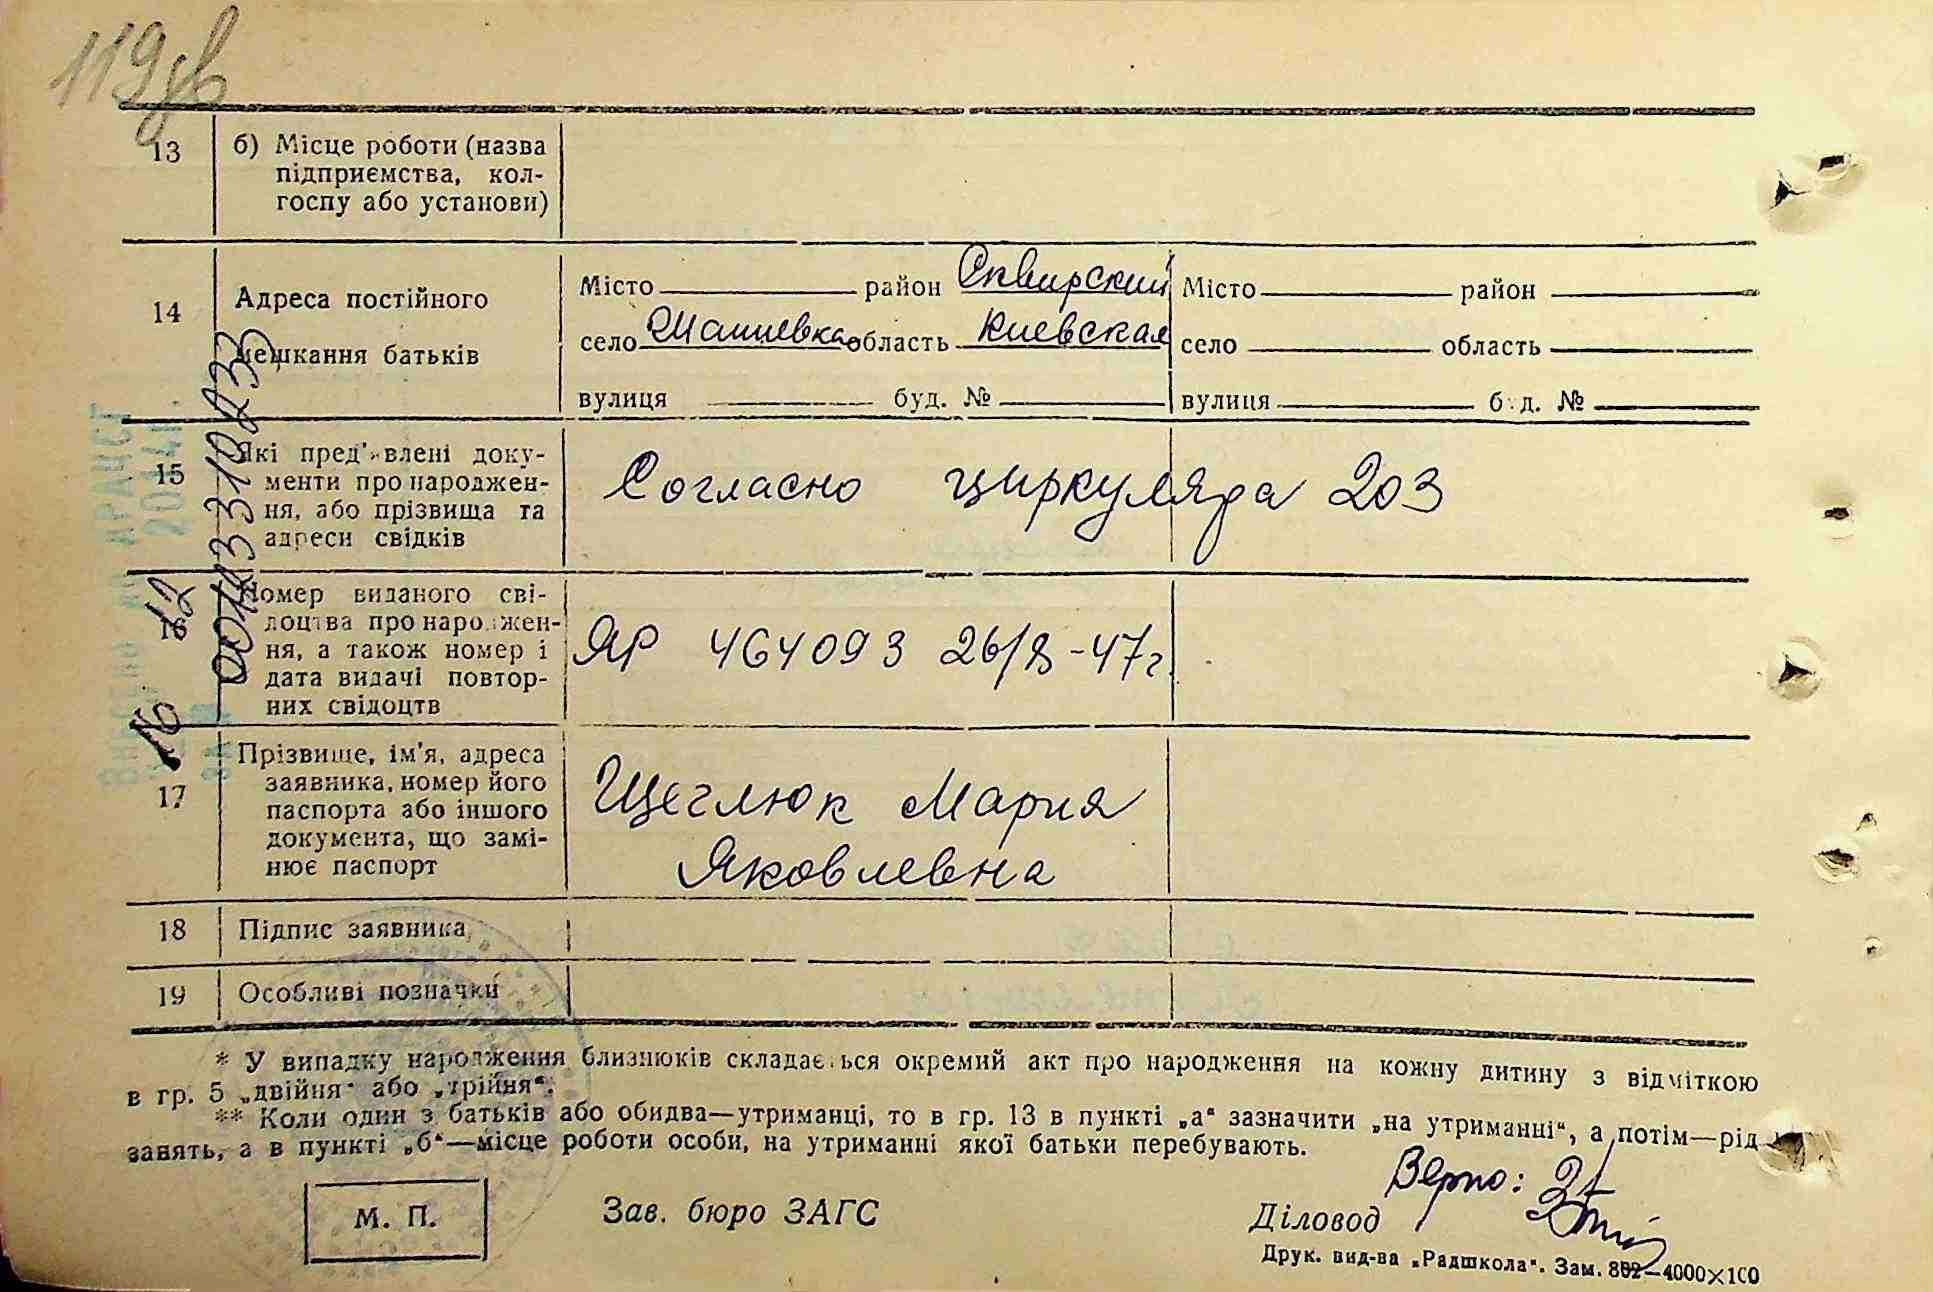 119зв
13 б) Місце роботи (назва
підприємства, кол-
госпу або установи)
14 Адреса постійного
мешкання батьків
Місто район Сквирский Місто район
село область Киевская село область
вулиця буд. № вулиця буд. №
15 Які пред'явлені доку-
менти про народжен-
ня, або прізвища та
адреси свідків
Согласно циркуляра 203
16 Номер виданого сві-
доцтва про народжен-
ня, а також номер і
дата видачі повтор-
них свідоцтв
ЯР 464093 26/8-47г
17 Прізвище, ім'я, адреса
заявника, номер його
паспорта або іншого
документа, що замі-
нює паспорт
Щеглюк Мария
Яковлевна
18 Підпис заявника
19 Особливі позначки
№ 12
00133110233
* У випадку народження близнюків складається окремий акт про народження на кожну дитину з відміткою
в гр. 5 „двійня“ або „трійня“.
** Коли один з батьків або обидва—утриманці, то в гр. 13 в пункті „а“ зазначити „на утриманні“, а потім—рід
занять, а в пункті „б“—місце роботи особи, на утриманні якої батьки перебувають.
Верно:
М. П. Зав. бюро ЗАГС Діловод
Друк. вид-ва „Радшкола“. Зам. 802—4000×100